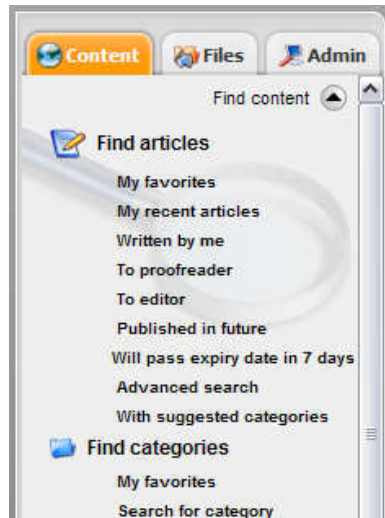 Content Files Admin
Find content
Find articles
My favorites
My recent articles
Written by me
To proofreader
To editor
Published in future
Will pass expiry date in 7 days
Advanced search
With suggested categories
Find categories
My favorites
Search for category